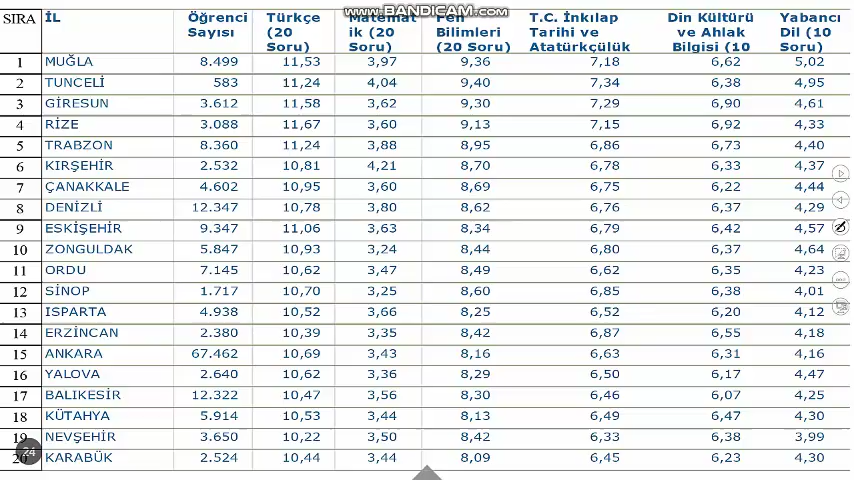 www.BANDICAM.com
SIRA İL Öğrenci Sayısı Türkçe (20 Soru) Matematik (20 Soru) Fen Bilimleri (20 Soru) T.C. İnkılap Tarihi ve Atatürkçülük Din Kültürü ve Ahlak Bilgisi (10 Yabancı Dil (10 Soru)
1 MUĞLA 8.499 11,53 3,97 9,36 7,18 6,62 5,02
2 TUNCELİ 583 11,24 4,04 9,40 7,34 6,38 4,95
3 GİRESUN 3.612 11,58 3,62 9,30 7,29 6,90 4,61
4 RİZE 3.088 11,67 3,60 9,13 7,15 6,92 4,33
5 TRABZON 8.360 11,24 3,88 8,95 6,86 6,73 4,40
6 KIRŞEHİR 2.532 10,81 4,21 8,70 6,78 6,33 4,37
7 ÇANAKKALE 4.602 10,95 3,60 8,69 6,75 6,22 4,44
8 DENİZLİ 12.347 10,78 3,80 8,62 6,76 6,37 4,29
9 ESKİŞEHİR 9.347 11,06 3,63 8,34 6,79 6,42 4,57
10 ZONGULDAK 5.847 10,93 3,24 8,44 6,80 6,37 4,64
11 ORDU 7.145 10,62 3,47 8,49 6,62 6,35 4,23
12 SİNOP 1.717 10,70 3,25 8,60 6,85 6,38 4,01
13 ISPARTA 4.938 10,52 3,66 8,25 6,52 6,20 4,12
14 ERZİNCAN 2.380 10,39 3,35 8,42 6,87 6,55 4,18
15 ANKARA 67.462 10,69 3,43 8,16 6,63 6,31 4,16
16 YALOVA 2.640 10,62 3,36 8,29 6,50 6,17 4,47
17 BALIKESİR 12.322 10,47 3,56 8,30 6,46 6,07 4,25
18 KÜTAHYA 5.914 10,53 3,44 8,13 6,49 6,47 4,30
19 NEVŞEHİR 3.650 10,22 3,50 8,42 6,33 6,38 3,99
24
20 KARABÜK 2.524 10,44 3,44 8,09 6,45 6,23 4,30